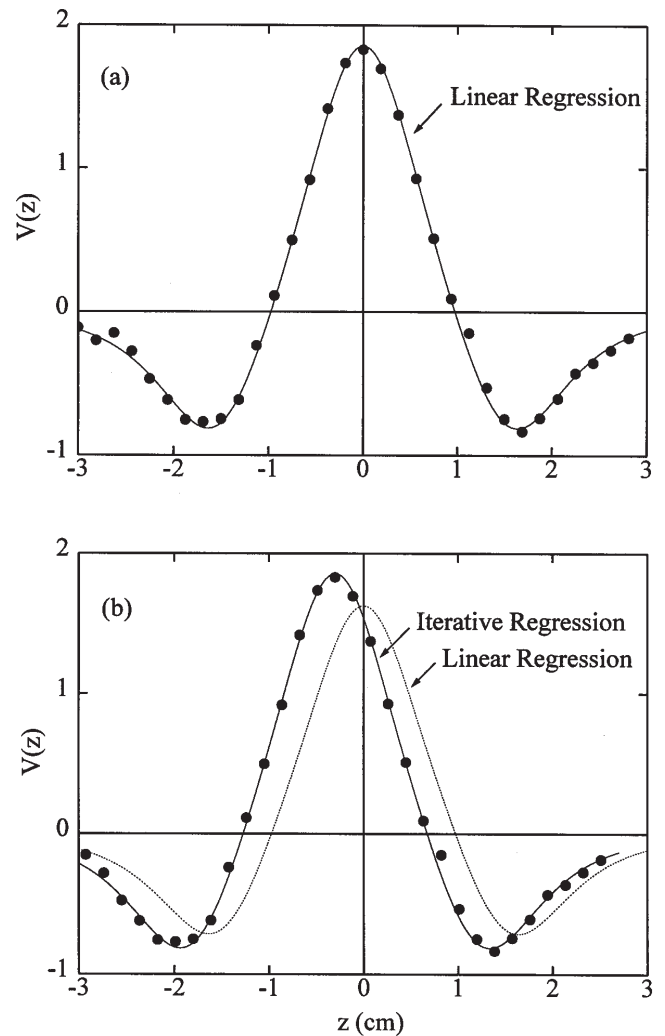 2
(a)
Linear Regression
1
V(z)
0
-1
-3 -2 -1 0 1 2 3
2
(b)
Iterative Regression
Linear Regression
1
V(z)
0
-1
-3 -2 -1 0 1 2 3
z (cm)